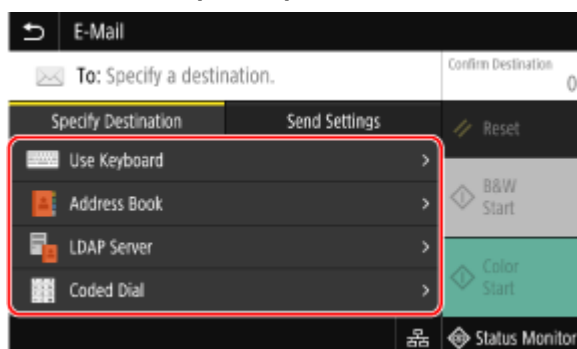 E-Mail
To: Specify a destination.
Confirm Destination
0
Specify Destination
Send Settings
Reset
Use Keyboard
B&W
Start
Address Book
LDAP Server
Color
Start
Coded Dial
Status Monitor